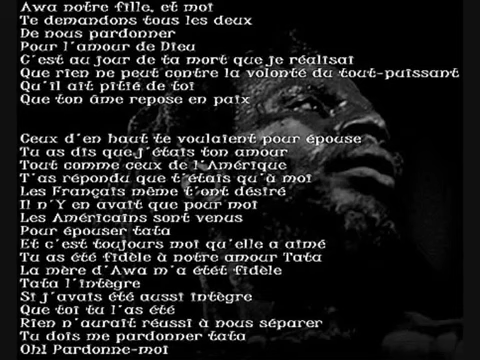 Awa notre fille, et moi
Te demandons tous les deux
De nous pardonner
Pour l'amour de Dieu
C'est au jour de ta mort que je réalisai
Que rien ne peut contre la volonté du tout-puissant
Qu'il ait pitié de toi
Que ton âme repose en paix
Ceux d'en haut te voulaient pour épouse
Tu as dis que j'étais ton amour
Tout comme ceux de l'Amérique
T'as répondu que t'étais qu'à moi
Les Français même t'ont désiré
Il n'Y en avait que pour moi
Les Américains sont venus
Pour épouser tata
Et c'est toujours moi qu'elle a aimé
Tu as été fidèle à notre amour Tata
La mère d'Awa m'a étét fidèle
Tata l'intègre
Si j'avais été aussi intègre
Que toi tu l'as été
Rien n'aurait réussi à nous séparer
Tu dois me pardonner tata
Oh! Pardonne-moi